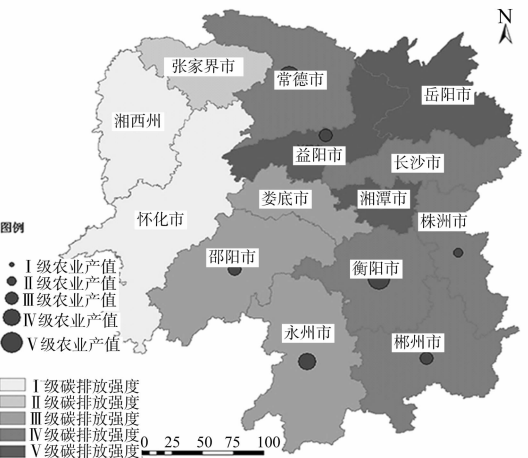 N
张家界市
常德市
岳阳市
湘西州
益阳市
长沙市
娄底市
湘潭市
怀化市
株洲市
图例
邵阳市
衡阳市
Ⅰ级农业产值
Ⅱ级农业产值
Ⅲ级农业产值
Ⅳ级农业产值
Ⅴ级农业产值
永州市
郴州市
Ⅰ级碳排放强度
Ⅱ级碳排放强度
Ⅲ级碳排放强度
Ⅳ级碳排放强度
Ⅴ级碳排放强度
0 25 50 75 100